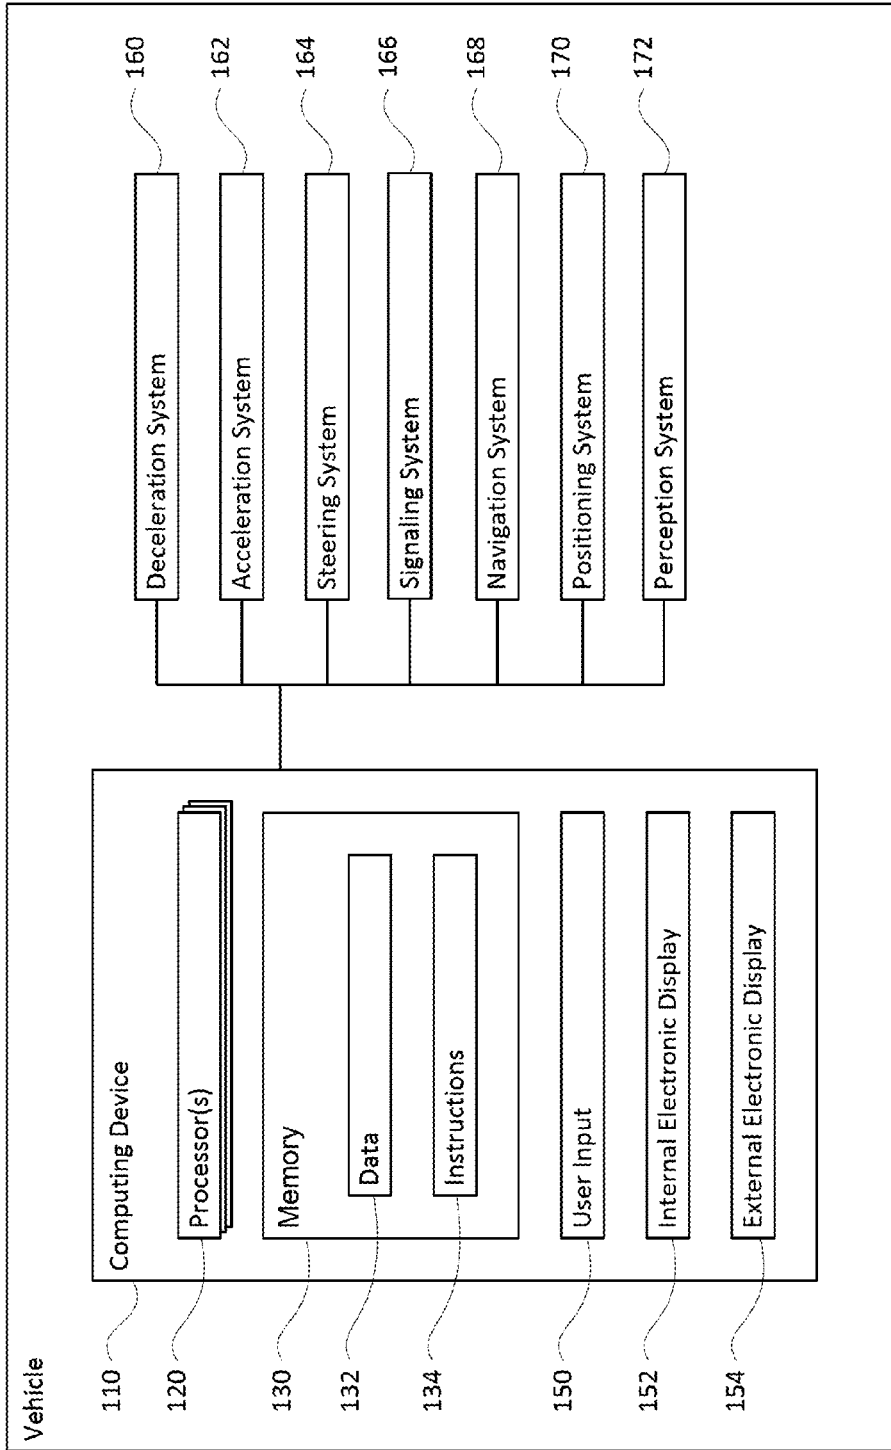 Vehicle
110
Computing Device
120
Processor(s)
130
Memory
132
Data
134
Instructions
150
User Input
152
Internal Electronic Display
154
External Electronic Display
Deceleration System
160
Acceleration System
162
Steering System
164
Signaling System
166
Navigation System
168
Positioning System
170
Perception System
172